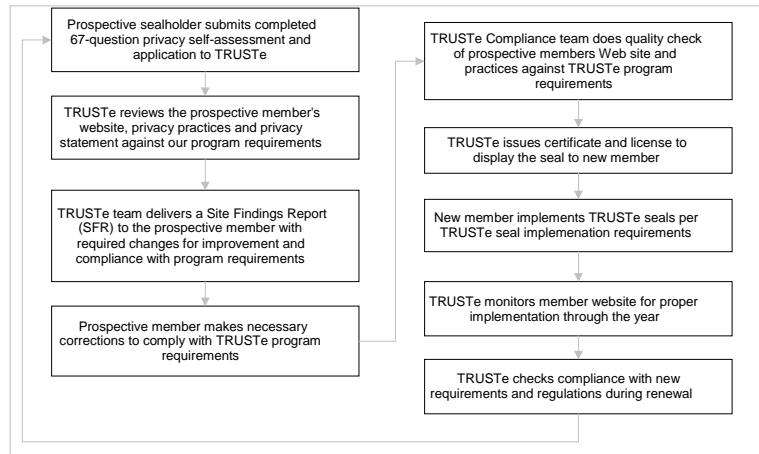 Prospective sealholder submits completed
67-question privacy self-assessment and
application to TRUSTe
TRUSTe reviews the prospective member's
website, privacy practices and privacy
statement against our program requirements
TRUSTe team delivers a Site Findings Report
(SFR) to the prospective member with
required changes for improvement and
compliance with program requirements
Prospective member makes necessary
corrections to comply with TRUSTe program
requirements
TRUSTe Compliance team does quality check
of prospective members Web site and
practices against TRUSTe program
requirements
TRUSTe issues certificate and license to
display the seal to new member
New member implements TRUSTe seals per
TRUSTe seal implemenation requirements
TRUSTe monitors member website for proper
implementation through the year
TRUSTe checks compliance with new
requirements and regulations during renewal